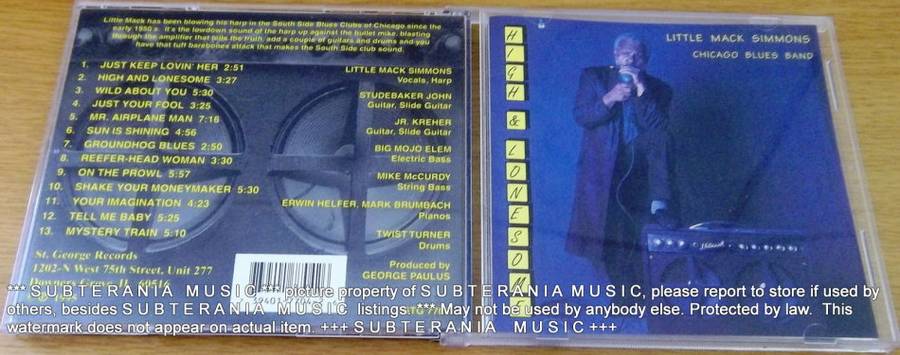 Little Mack has been blowing his harp in the South Side Blues Clubs of Chicago since the
early 1950's. It's the lowdown sound of the harp up against the bullet mike, blasting
through the amplifier that tells the truth, add a couple of guitars and drums and you
have that tuff barebones attack that makes the South Side club sound.
1. JUST KEEP LOVIN' HER 2:51
2. HIGH AND LONESOME 3:27
3. WILD ABOUT YOU 5:30
4. JUST YOUR FOOL 3:25
5. MR. AIRPLANE MAN 7:16
6. SUN IS SHINING 4:56
7. GROUNDHOG BLUES 2:50
8. REEFER-HEAD WOMAN 3:30
9. ON THE PROWL 5:57
10. SHAKE YOUR MONEYMAKER 5:30
11. YOUR IMAGINATION 4:23
12. TELL ME BABY 5:25
13. MYSTERY TRAIN 5:10
LITTLE MACK SIMMONS
Vocals, Harp
STUDEBAKER JOHN
Guitar, Slide Guitar
JR. KREHER
Guitar, Slide Guitar
BIG MOJO ELEM
Electric Bass
MIKE McCURDY
String Bass
ERWIN HELFER, MARK BRUMBACH
Pianos
TWIST TURNER
Drums
Produced by
GEORGE PAULUS
St. George Records
1202-N West 75th Street, Unit 277
Downers Grove, IL 60516
HIGH & LONESOME
LITTLE MACK SIMMONS
CHICAGO BLUES BAND
*** S U B T E R A N I A M U S I C *** picture property of S U B T E R A N I A M U S I C, please report to store if used by
others, besides S U B T E R A N I A M U S I C listings. *** May not be used by anybody else. Protected by law. This
watermark does not appear on actual item. +++ S U B T E R A N I A M U S I C +++